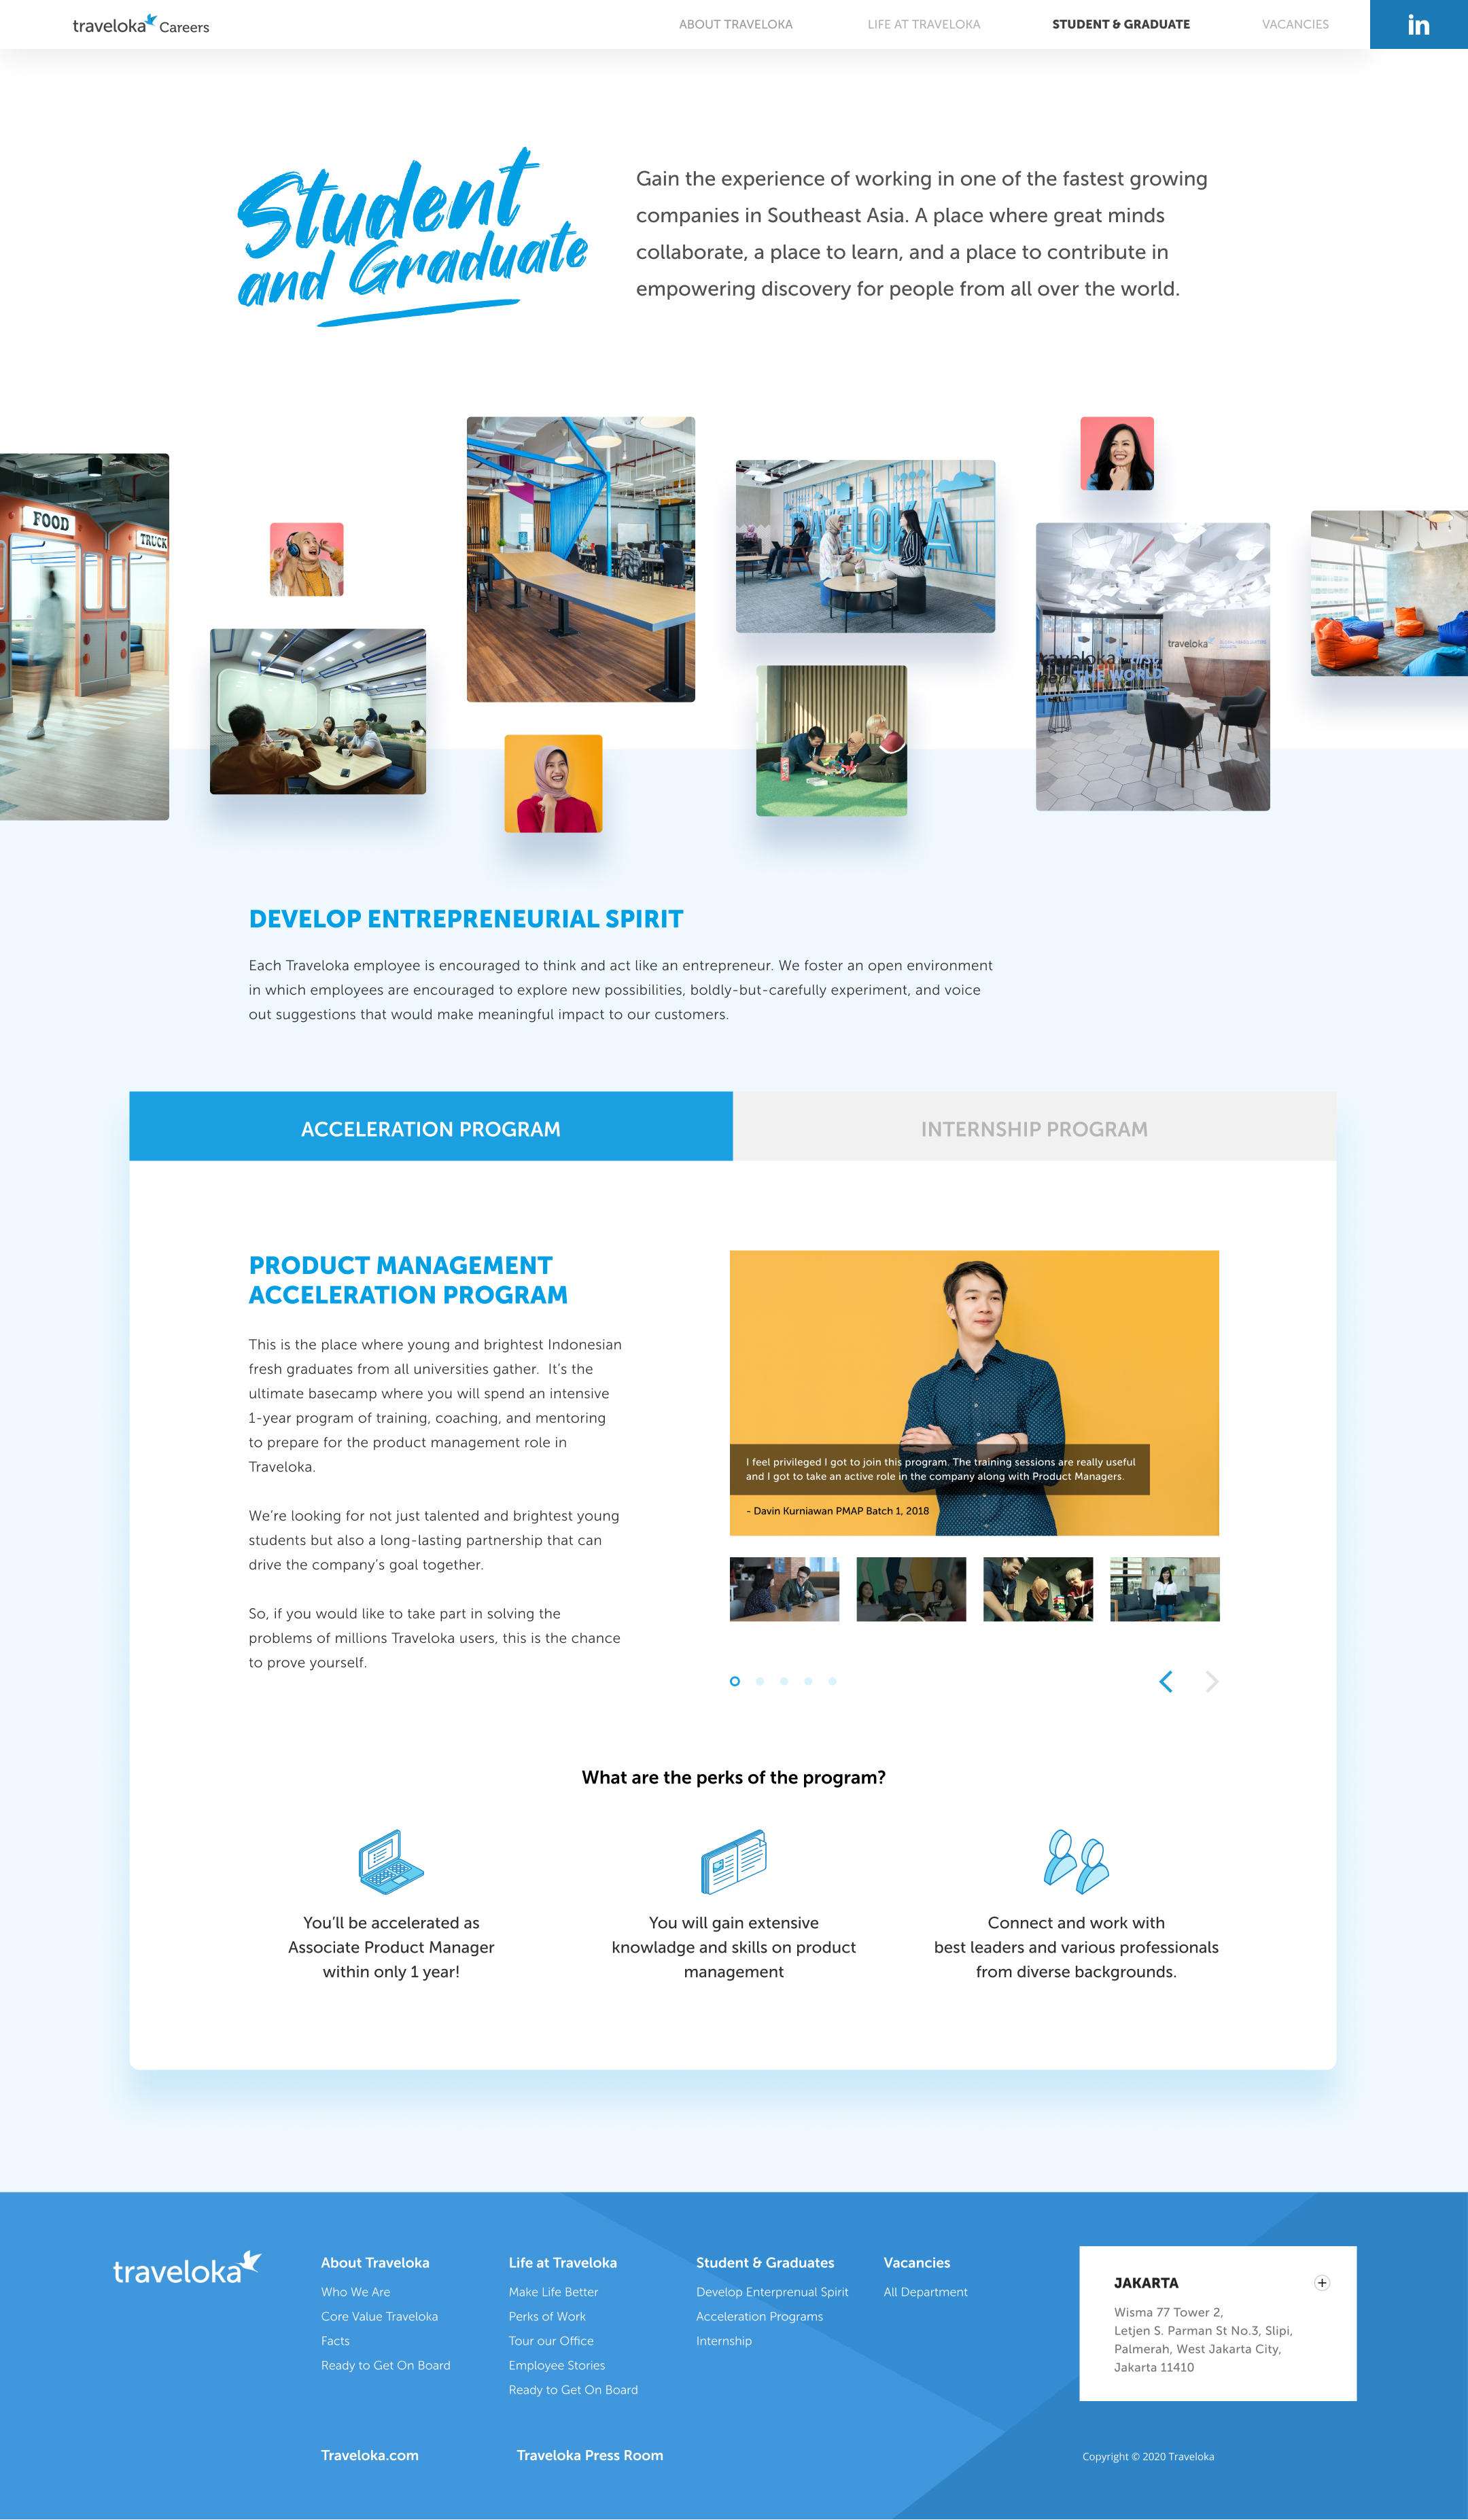 traveloka Careers
ABOUT TRAVELOKA
LIFE AT TRAVELOKA
STUDENT & GRADUATE
VACANCIES
in
Student
and Graduate
Gain the experience of working in one of the fastest growing
companies in Southeast Asia. A place where great minds
collaborate, a place to learn, and a place to contribute in
empowering discovery for people from all over the world.
FOOD
TRUCK
traveloka
traveloka
THE WORLD
DEVELOP ENTREPRENEURIAL SPIRIT
Each Traveloka employee is encouraged to think and act like an entrepreneur. We foster an open environment
in which employees are encouraged to explore new possibilities, boldly-but-carefully experiment, and voice
out suggestions that would make meaningful impact to our customers.
ACCELERATION PROGRAM
INTERNSHIP PROGRAM
PRODUCT MANAGEMENT
ACCELERATION PROGRAM
This is the place where young and brightest Indonesian
fresh graduates from all universities gather.  It's the
ultimate basecamp where you will spend an intensive
1-year program of training, coaching, and mentoring
to prepare for the product management role in
Traveloka.
We're looking for not just talented and brightest young
students but also a long-lasting partnership that can
drive the company's goal together.
So, if you would like to take part in solving the
problems of millions Traveloka users, this is the chance
to prove yourself.
I feel privileged I got to join this program. The training sessions are really useful
and I got to take an active role in the company along with Product Managers.
- Davin Kurniawan PMAP Batch 1, 2018
What are the perks of the program?
You'll be accelerated as
Associate Product Manager
within only 1 year!
You will gain extensive
knowladge and skills on product
management
Connect and work with
best leaders and various professionals
from diverse backgrounds.
traveloka
About Traveloka
Who We Are
Core Value Traveloka
Facts
Ready to Get On Board
Life at Traveloka
Make Life Better
Perks of Work
Tour our Office
Employee Stories
Ready to Get On Board
Student & Graduates
Develop Enterprenual Spirit
Acceleration Programs
Internship
Vacancies
All Department
JAKARTA
Wisma 77 Tower 2,
Letjen S. Parman St No.3, Slipi,
Palmerah, West Jakarta City,
Jakarta 11410
Traveloka.com
Traveloka Press Room
Copyright © 2020 Traveloka